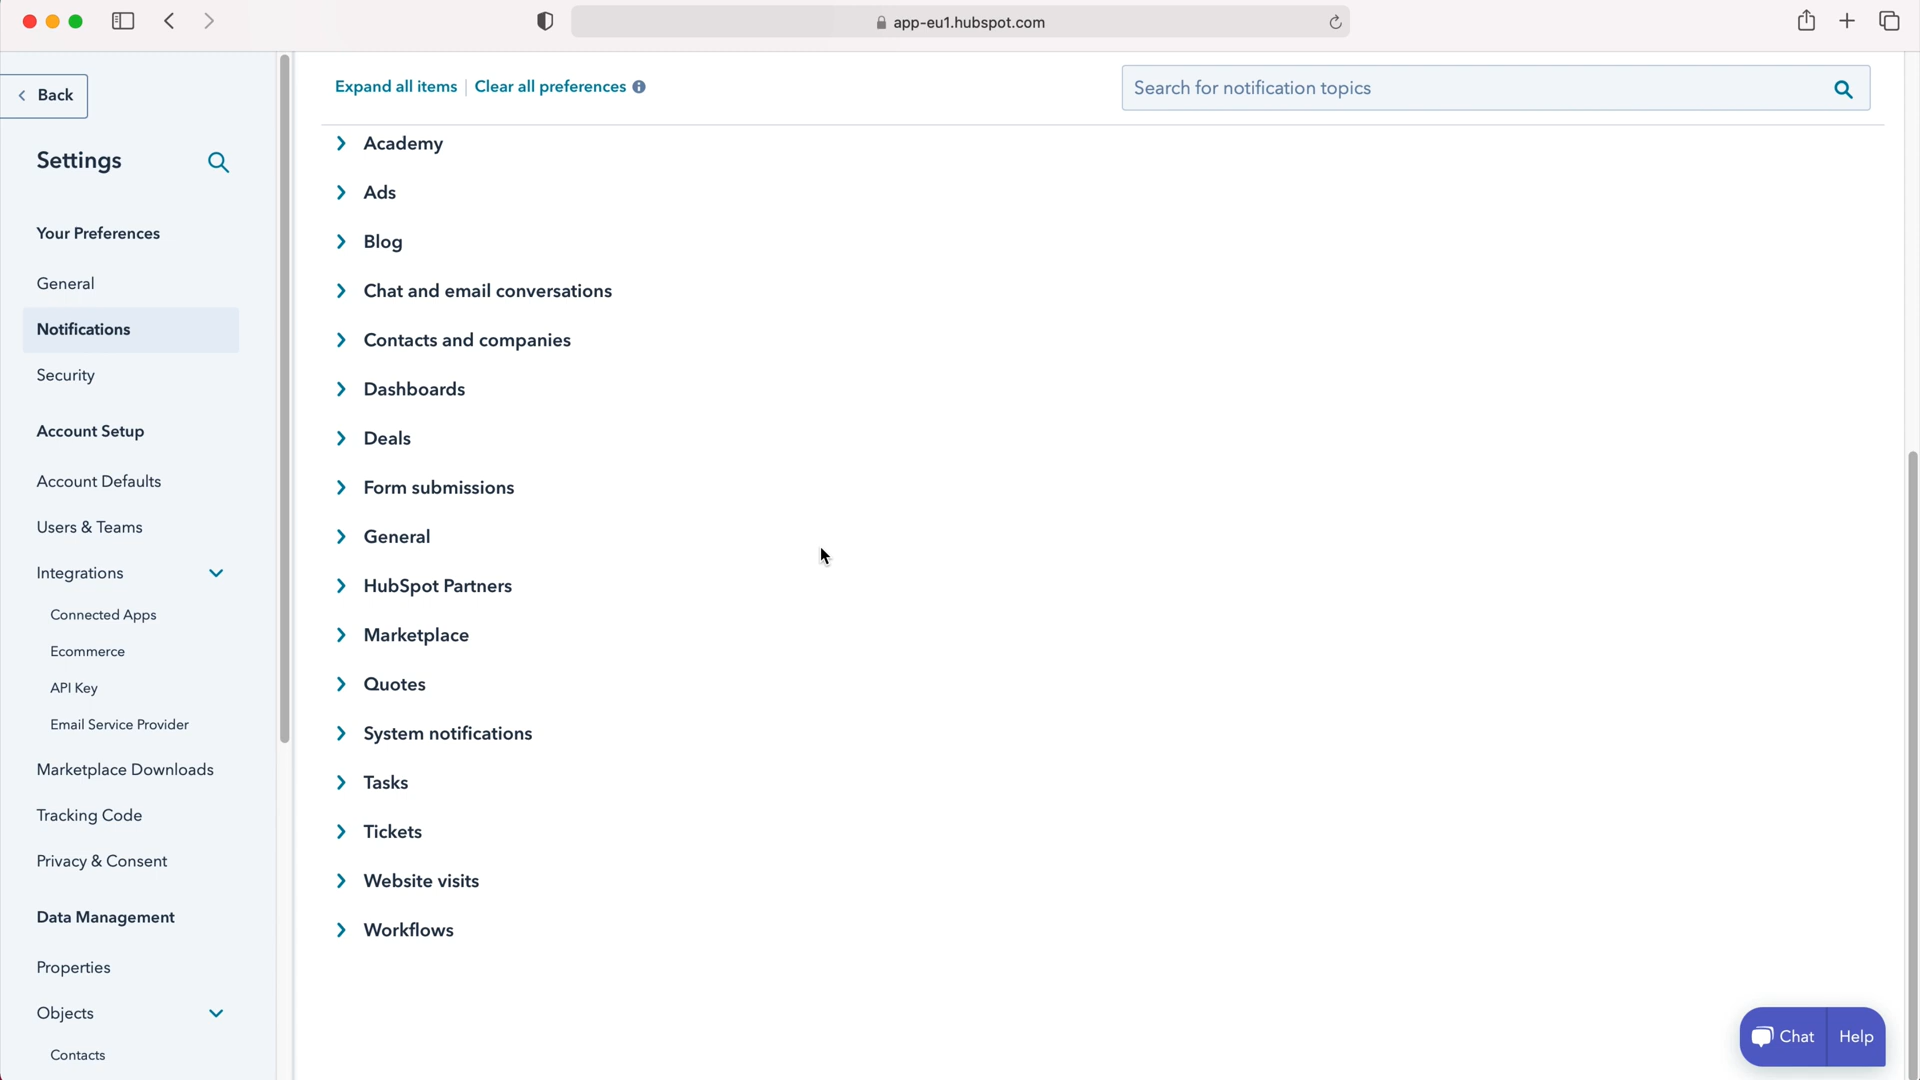 app-eu1.hubspot.com
Back
Settings
Your Preferences
General
Notifications
Security
Account Setup
Account Defaults
Users & Teams
Integrations
Connected Apps
Ecommerce
API Key
Email Service Provider
Marketplace Downloads
Tracking Code
Privacy & Consent
Data Management
Properties
Objects
Contacts
Expand all items | Clear all preferences
Search for notification topics
Academy
Ads
Blog
Chat and email conversations
Contacts and companies
Dashboards
Deals
Form submissions
General
HubSpot Partners
Marketplace
Quotes
System notifications
Tasks
Tickets
Website visits
Workflows
Chat
Help